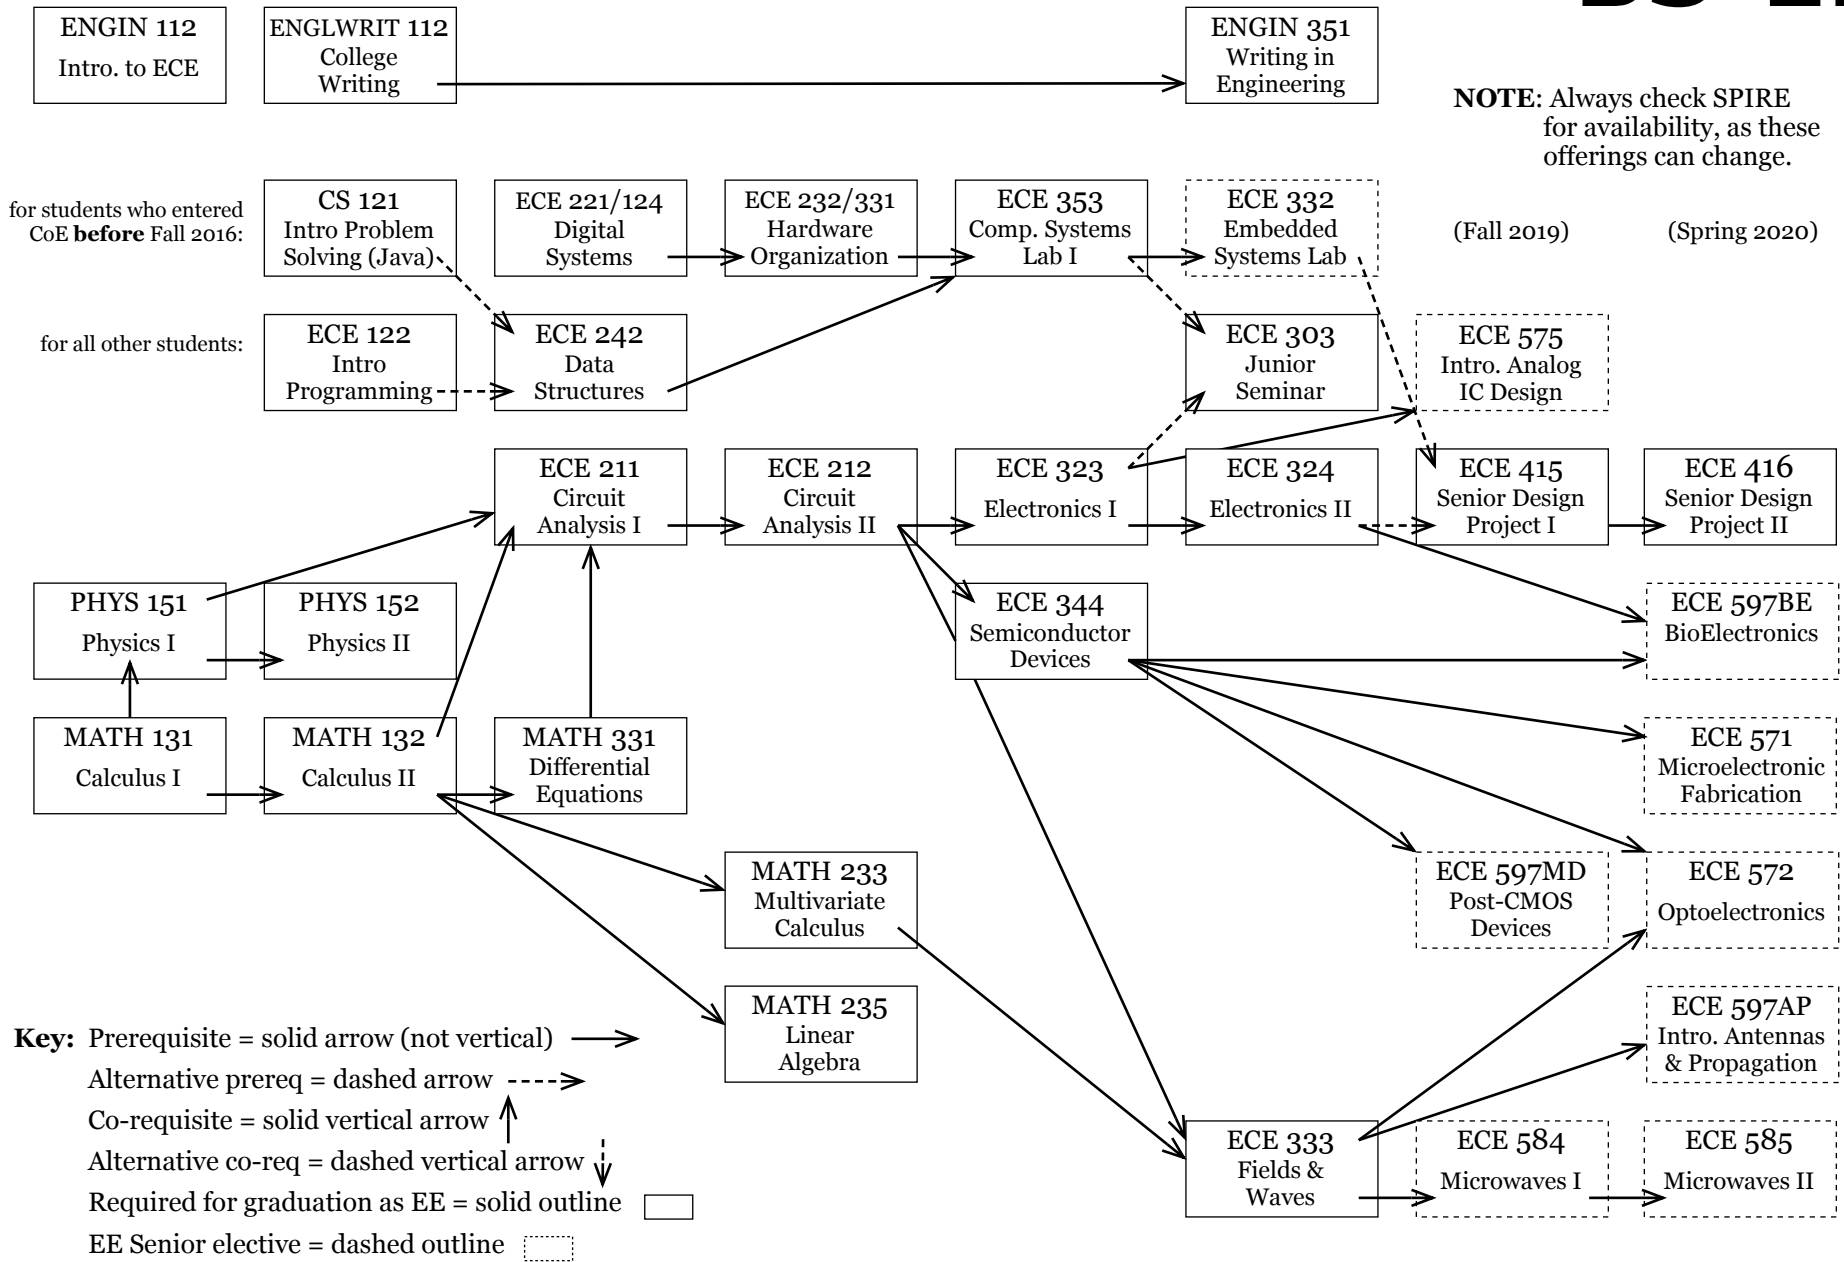 ENGIN 112
Intro. to ECE
ENGLWRIT 112
College
Writing
ENGIN 351
Writing in
Engineering
NOTE: Always check SPIRE
for availability, as these
offerings can change.
for students who entered
CoE before Fall 2016:
CS 121
Intro Problem
Solving (Java)
ECE 221/124
Digital
Systems
ECE 232/331
Hardware
Organization
ECE 353
Comp. Systems
Lab I
ECE 332
Embedded
Systems Lab
(Fall 2019)
(Spring 2020)
for all other students:
ECE 122
Intro
Programming
ECE 242
Data
Structures
ECE 303
Junior
Seminar
ECE 575
Intro. Analog
IC Design
ECE 211
Circuit
Analysis I
ECE 212
Circuit
Analysis II
ECE 323
Electronics I
ECE 324
Electronics II
ECE 415
Senior Design
Project I
ECE 416
Senior Design
Project II
PHYS 151
Physics I
PHYS 152
Physics II
ECE 344
Semiconductor
Devices
ECE 597BE
BioElectronics
MATH 131
Calculus I
MATH 132
Calculus II
MATH 331
Differential
Equations
ECE 571
Microelectronic
Fabrication
MATH 233
Multivariate
Calculus
ECE 597MD
Post-CMOS
Devices
ECE 572
Optoelectronics
MATH 235
Linear
Algebra
ECE 597AP
Intro. Antennas
& Propagation
ECE 333
Fields &
Waves
ECE 584
Microwaves I
ECE 585
Microwaves II
Key: Prerequisite = solid arrow (not vertical)
Alternative prereq = dashed arrow
Co-requisite = solid vertical arrow
Alternative co-req = dashed vertical arrow
Required for graduation as EE = solid outline
EE Senior elective = dashed outline